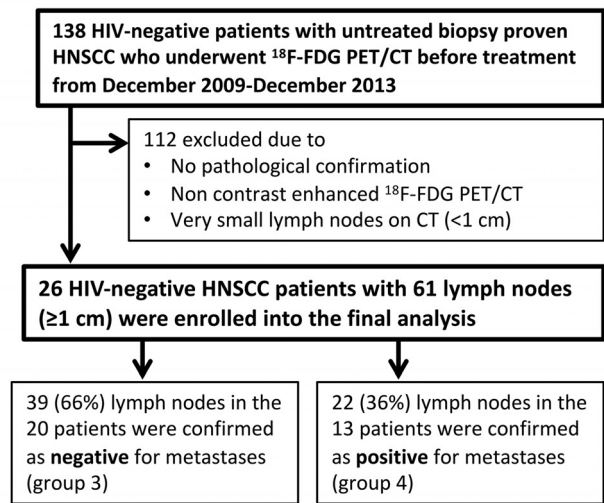 138 HIV-negative patients with untreated biopsy proven
HNSCC who underwent ¹⁸F-FDG PET/CT before treatment
from December 2009-December 2013
112 excluded due to
• No pathological confirmation
• Non contrast enhanced ¹⁸F-FDG PET/CT
• Very small lymph nodes on CT (<1 cm)
26 HIV-negative HNSCC patients with 61 lymph nodes
(≥1 cm) were enrolled into the final analysis
39 (66%) lymph nodes in the
20 patients were confirmed
as negative for metastases
(group 3)
22 (36%) lymph nodes in the
13 patients were confirmed
as positive for metastases
(group 4)